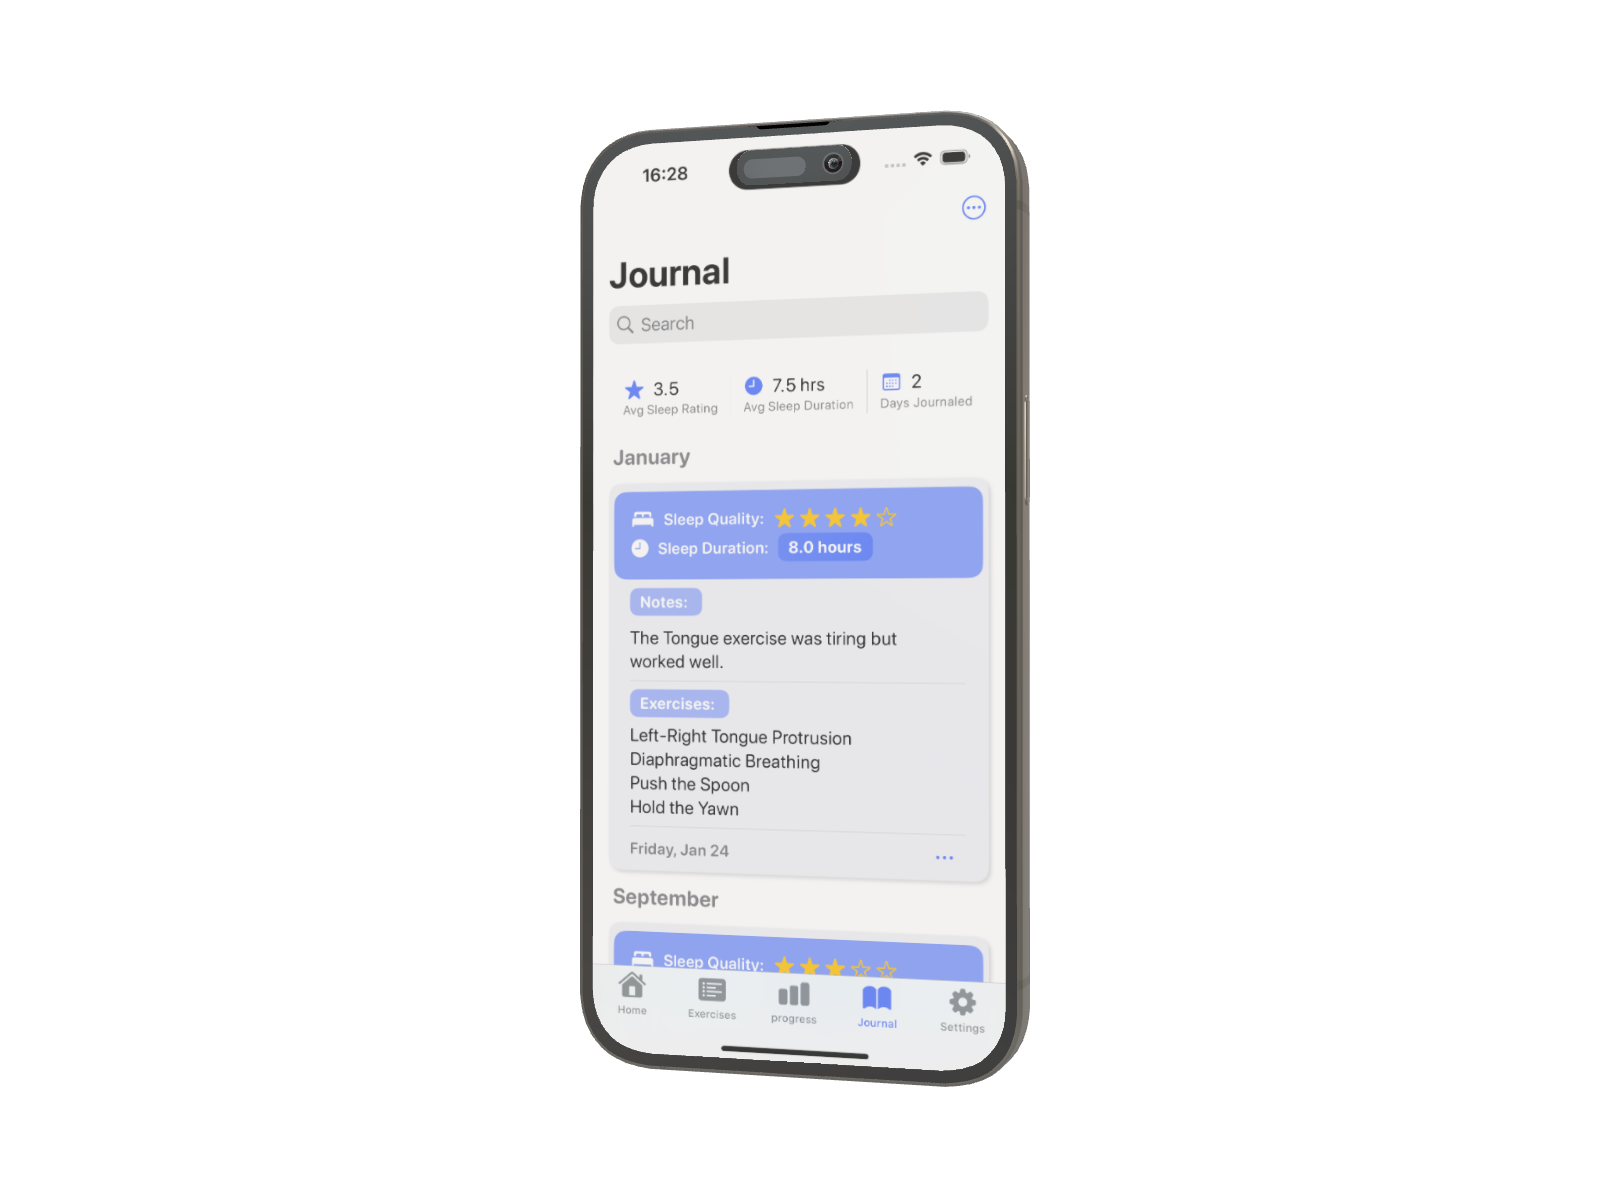 16:28
Journal
Search
3.5
Avg Sleep Rating
7.5 hrs
Avg Sleep Duration
2
Days Journaled
January
Sleep Quality:
Sleep Duration: 8.0 hours
Notes:
The Tongue exercise was tiring but
worked well.
Exercises:
Left-Right Tongue Protrusion
Diaphragmatic Breathing
Push the Spoon
Hold the Yawn
Friday, Jan 24
September
Sleep Quality:
Home
Exercises
progress
Journal
Settings